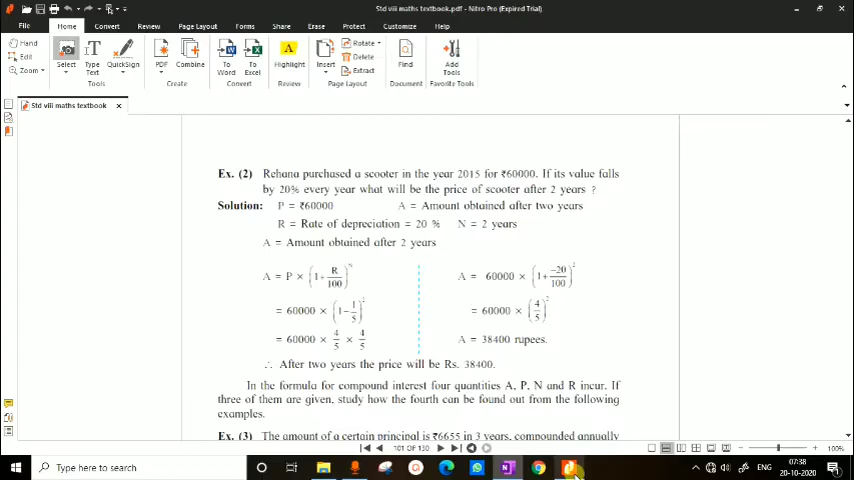 Std viii maths textbook.pdf - Nitro Pro (Expired Trial)
File Home Convert Review Page Layout Forms Share Erase Protect Customize Help
Hand
Edit
Zoom
Select
Type Text
QuickSign
PDF
Combine
To Word
To Excel
Highlight
Insert
Rotate
Delete
Extract
Find
Add Tools
Tools Create Convert Review Page Layout Document Favorite Tools
Std viii maths textbook
Ex. (2) Rehana purchased a scooter in the year 2015 for ₹60000. If its value falls
by 20% every year what will be the price of scooter after 2 years ?
Solution: P = ₹60000 A = Amount obtained after two years
R = Rate of depreciation = 20 % N = 2 years
A = Amount obtained after 2 years
A = P × (1+R/100)^N A = 60000 × (1+-20/100)^2
= 60000 × (1-1/5)^2 = 60000 × (4/5)^2
= 60000 × 4/5 × 4/5 A = 38400 rupees.
∴ After two years the price will be Rs. 38400.
In the formula for compound interest four quantities A, P, N and R incur. If
three of them are given, study how the fourth can be found out from the following
examples.
Ex. (3) The amount of a certain principal is ₹6655 in 3 years, compounded annually
101 OF 130
100%
Type here to search
ENG
07:38
20-10-2020